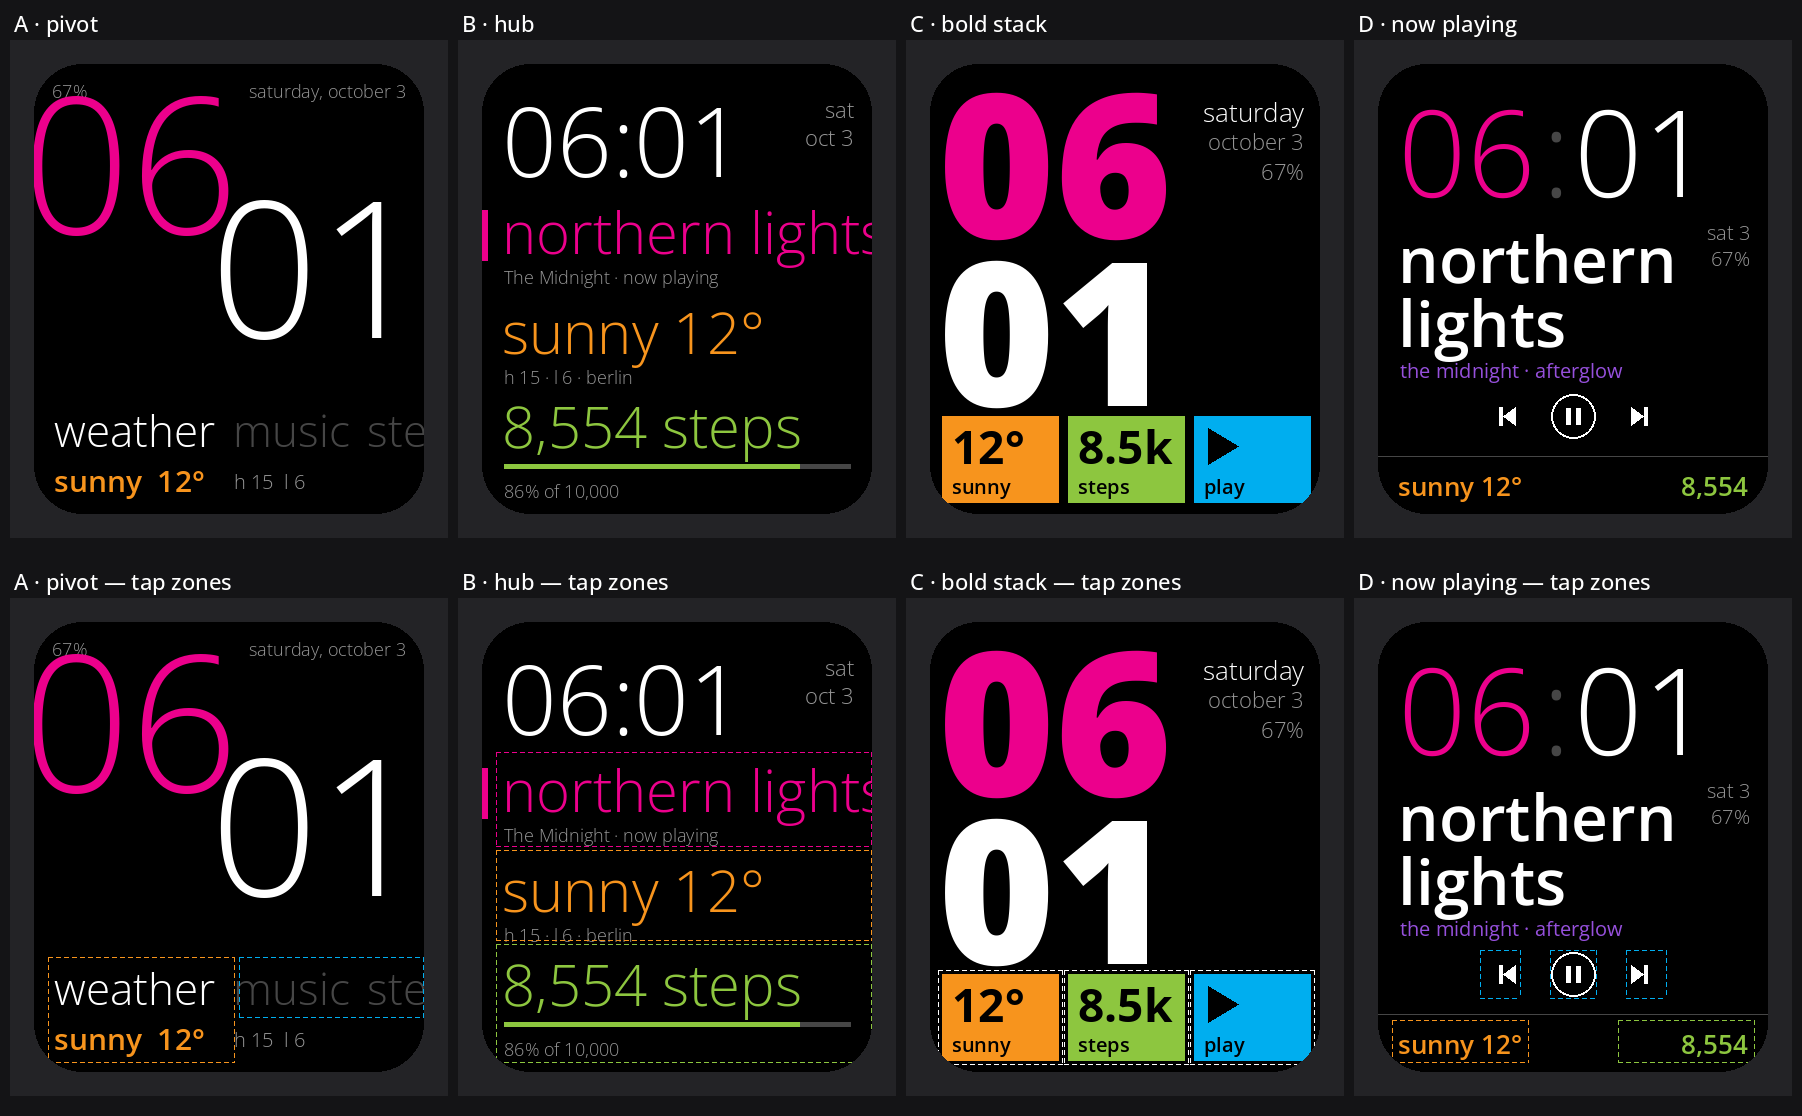 A · pivot
67%
saturday, october 3
06
01
weather music ste
sunny 12° h 15 l 6
B · hub
06:01
sat
oct 3
northern lights
The Midnight · now playing
sunny 12°
h 15 · l 6 · berlin
8,554 steps
86% of 10,000
C · bold stack
06
01
saturday
october 3
67%
12°
sunny
8.5k
steps
play
D · now playing
06:01
sat 3
67%
northern
lights
the midnight · afterglow
sunny 12°
8,554
A · pivot — tap zones
67%
saturday, october 3
06
01
weather music ste
sunny 12° h 15 l 6
B · hub — tap zones
06:01
sat
oct 3
northern lights
The Midnight · now playing
sunny 12°
h 15 · l 6 · berlin
8,554 steps
86% of 10,000
C · bold stack — tap zones
06
01
saturday
october 3
67%
12°
sunny
8.5k
steps
play
D · now playing — tap zones
06:01
sat 3
67%
northern
lights
the midnight · afterglow
sunny 12°
8,554